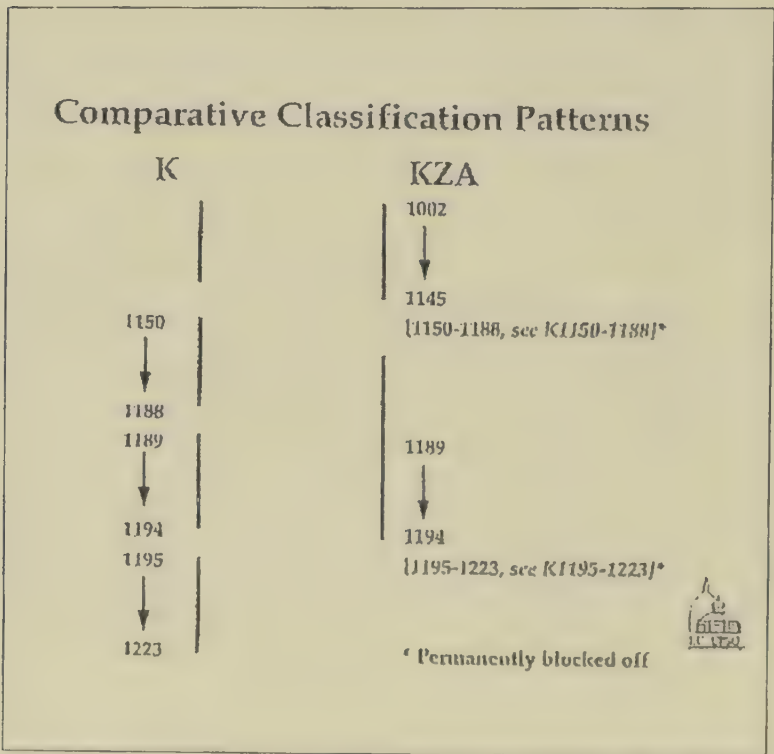 Comparative Classification Patterns
K
1150
1188
1189
1194
1195
1223
KZA
1002
1145
[1150-1188, see K1150-1188]*
1189
1194
[1195-1223, see K1195-1223]*
* Permanently blocked off